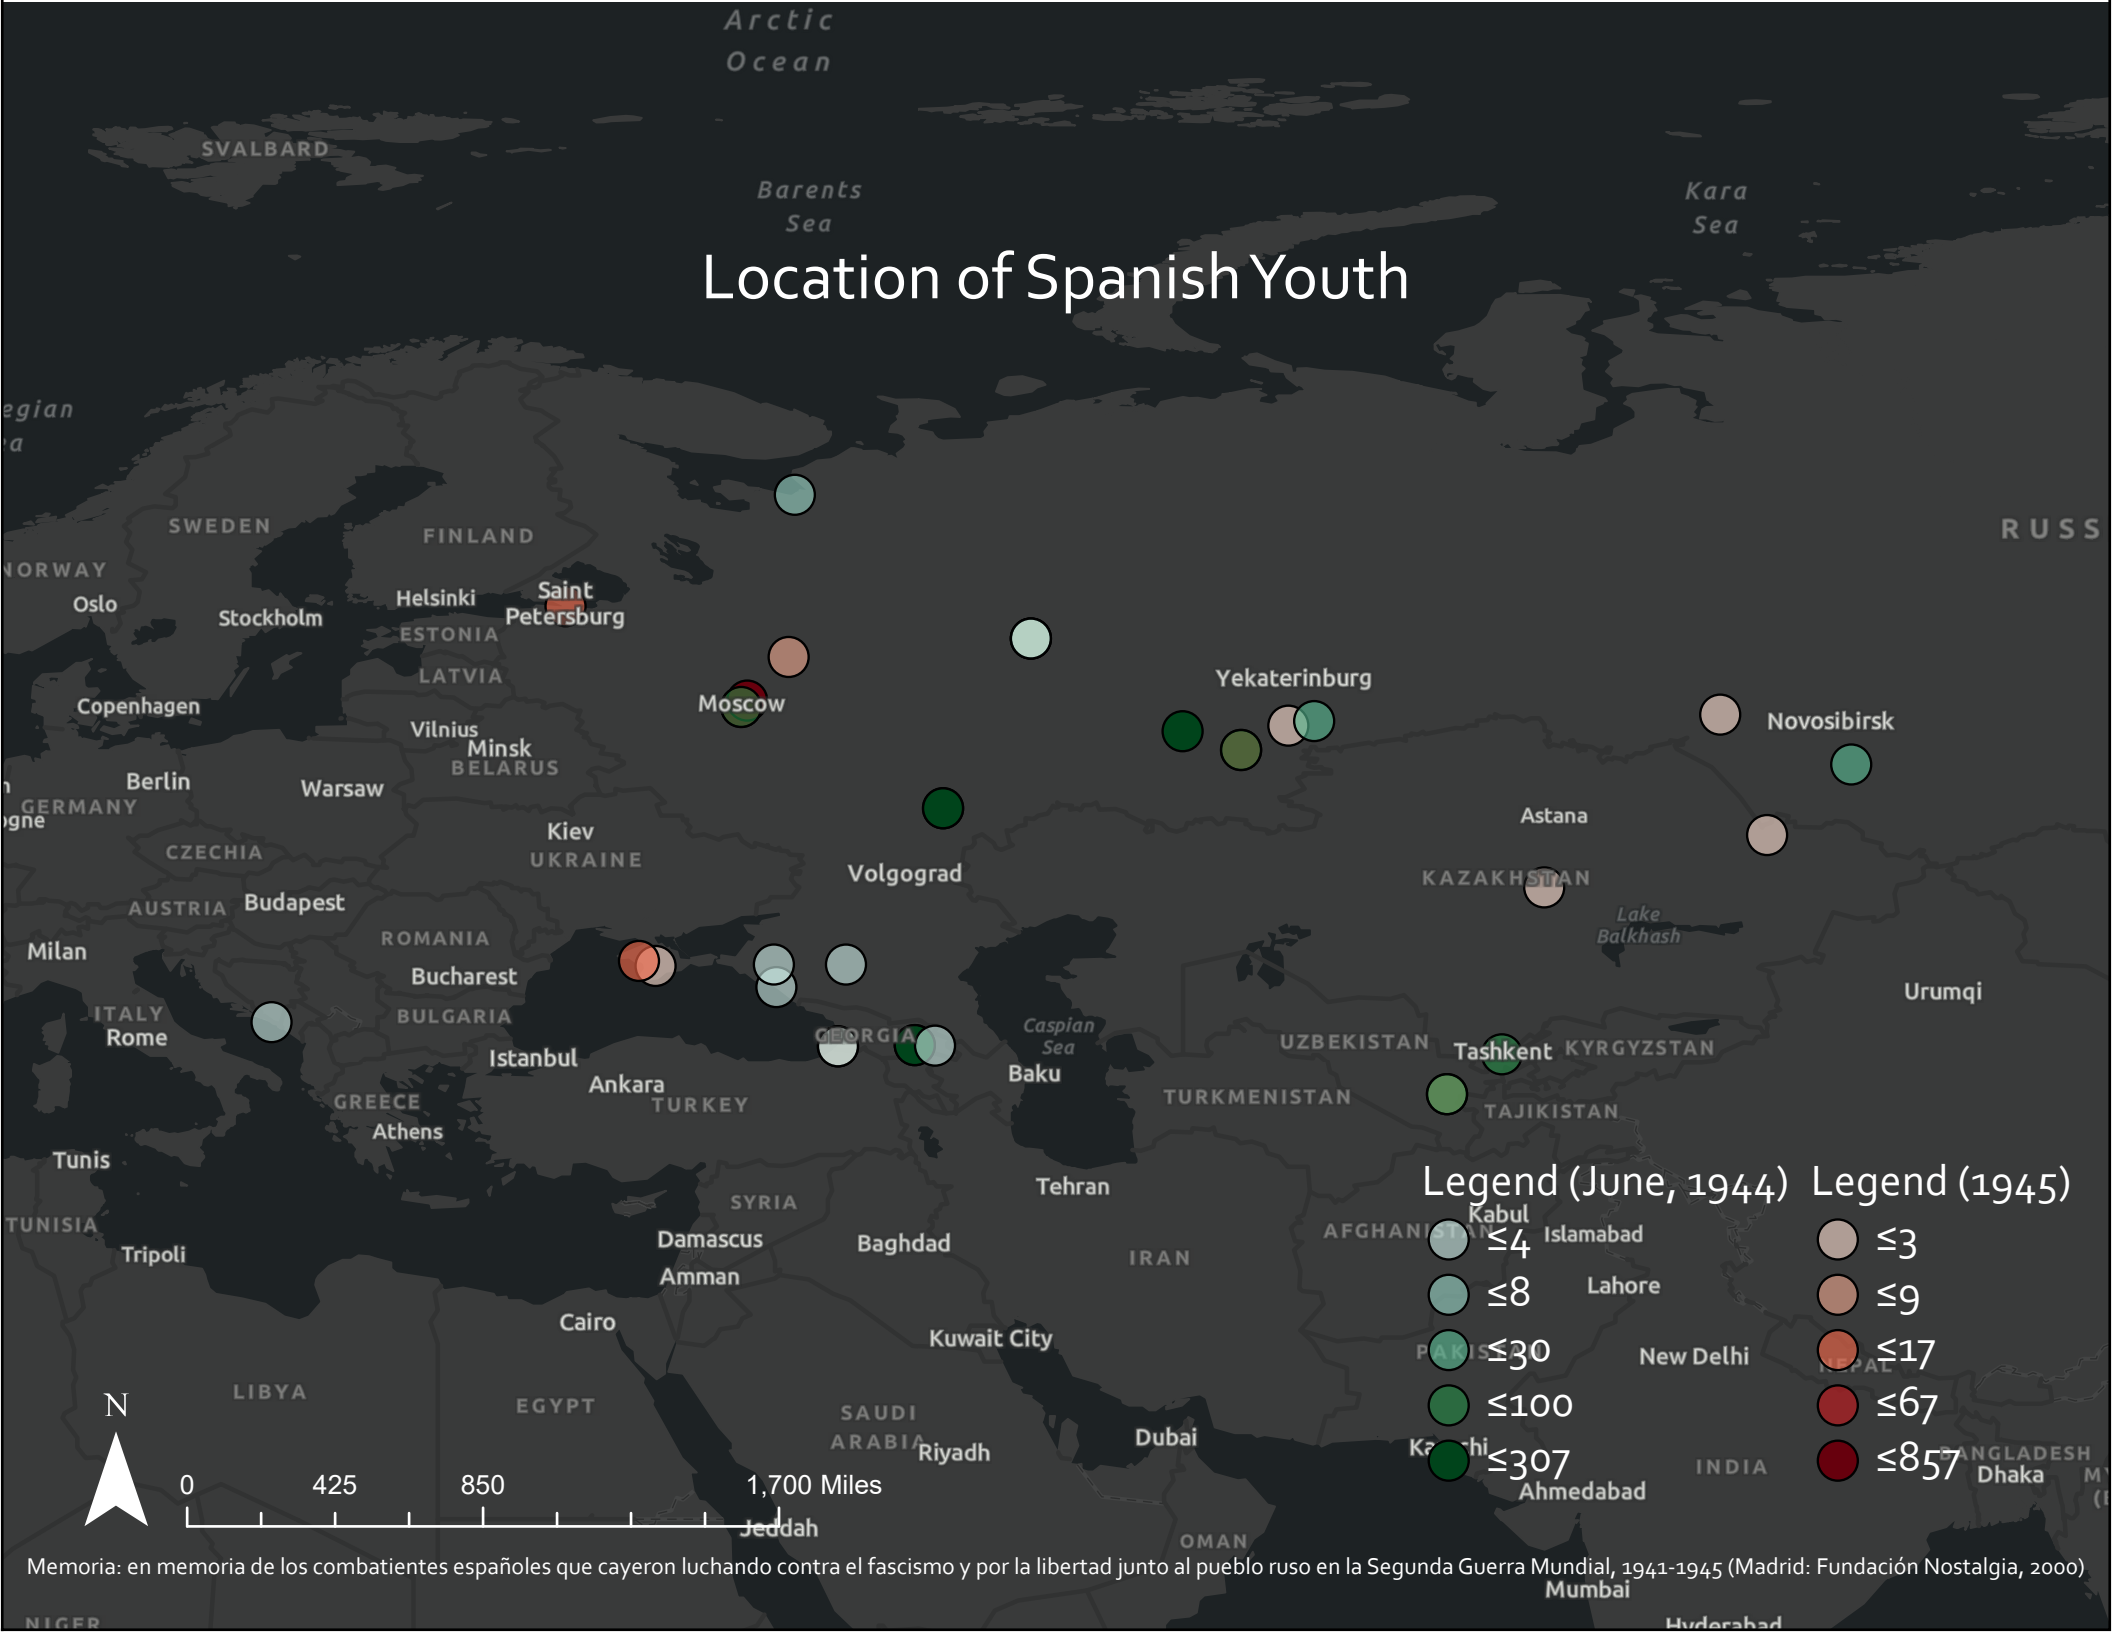 Arctic
Ocean
SVALBARD
Barents
Sea
Kara
Sea
Location of Spanish Youth
egian
ea
RUSS
SWEDEN
FINLAND
NORWAY
Oslo
Stockholm
Helsinki
Saint
Petersburg
ESTONIA
LATVIA
Yekaterinburg
Moscow
Copenhagen
Novosibirsk
Vilnius
Minsk
BELARUS
Berlin
Warsaw
n
GERMANY
ogne
Astana
Kiev
UKRAINE
CZECHIA
Volgograd
KAZAKHSTAN
AUSTRIA
Budapest
Lake
Balkhash
ROMANIA
Milan
Bucharest
Urumqi
ITALY
Rome
BULGARIA
GEORGIA
Caspian
Sea
UZBEKISTAN
Tashkent
KYRGYZSTAN
Istanbul
Baku
Ankara
TURKEY
GREECE
TURKMENISTAN
TAJIKISTAN
Athens
Tunis
Tehran
Legend (June, 1944)
Legend (1945)
SYRIA
Kabul
TUNISIA
AFGHANISTAN
Islamabad
Damascus
Baghdad
≤4
≤3
Tripoli
IRAN
Amman
Lahore
≤8
≤9
Cairo
Kuwait City
PAKISTAN
≤30
New Delhi
≤17
NEPAL
LIBYA
EGYPT
N
≤100
≤67
SAUDI
ARABIA
Riyadh
Dubai
Karachi
≤307
INDIA
≤857
BANGLADESH
Dhaka
MY
(B
0 425 850 1,700 Miles
Ahmedabad
Jeddah
OMAN
Memoria: en memoria de los combatientes españoles que cayeron luchando contra el fascismo y por la libertad junto al pueblo ruso en la Segunda Guerra Mundial, 1941-1945 (Madrid: Fundación Nostalgia, 2000)
Mumbai
NIGER
Hyderabad